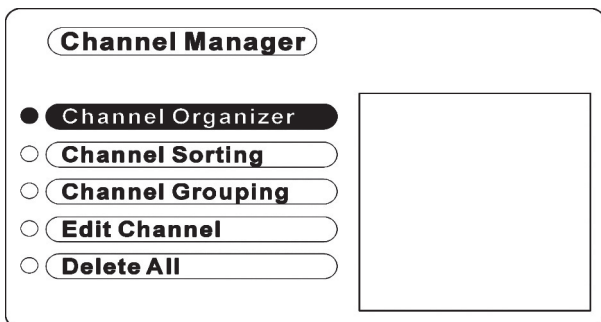 Channel Manager
Channel Organizer
Channel Sorting
Channel Grouping
Edit Channel
Delete All